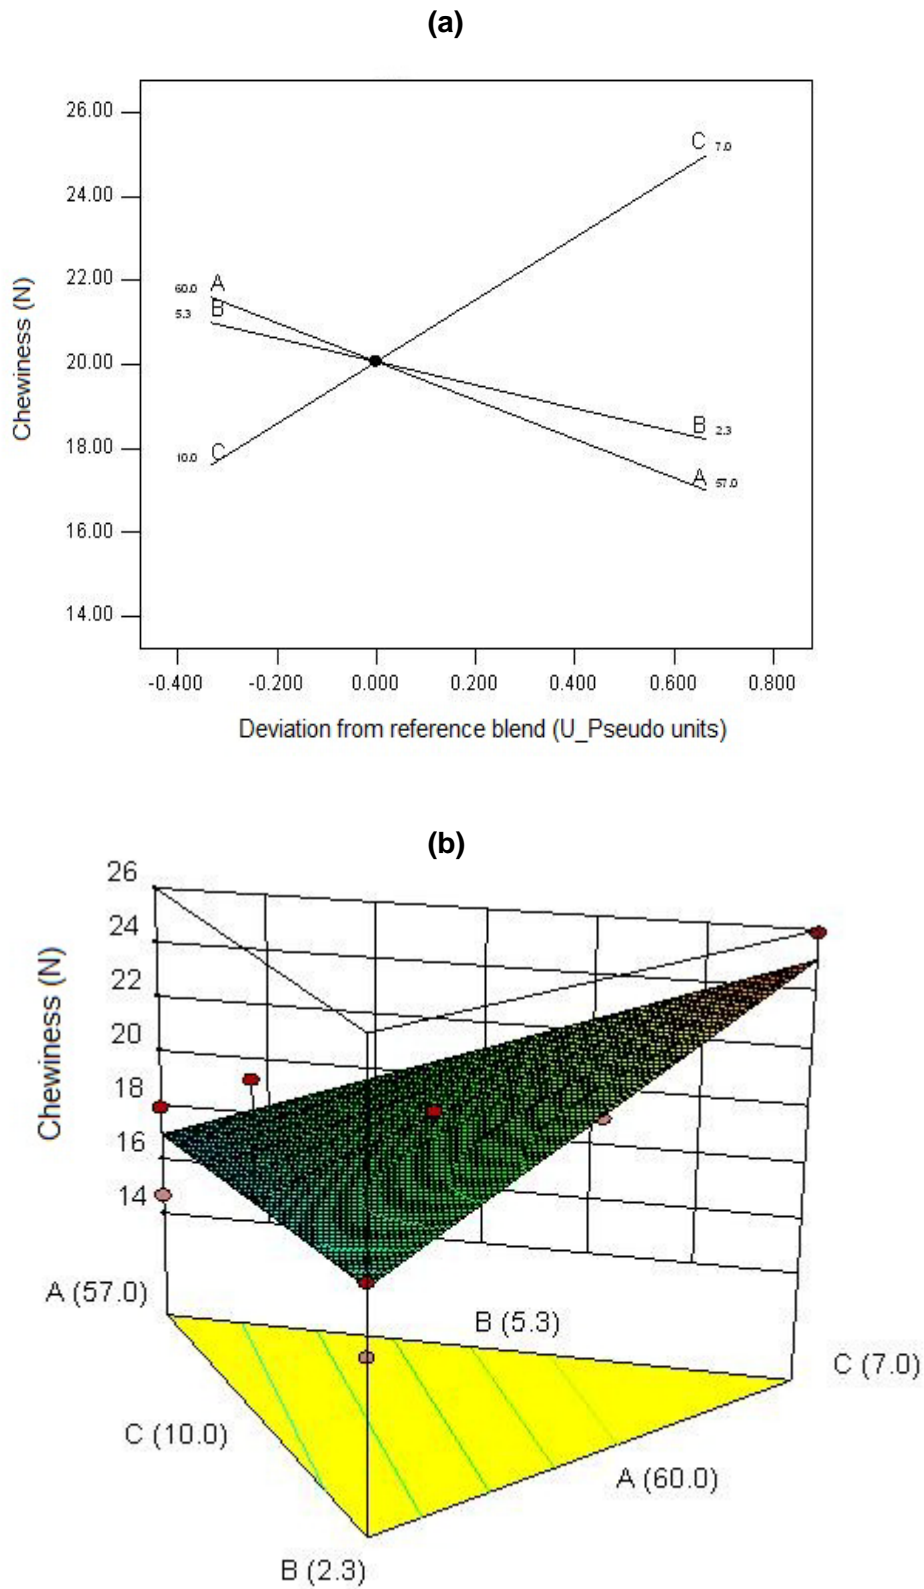 (a)
26.00
24.00
22.00
20.00
18.00
16.00
14.00
Chewiness (N)
C 7.0
60.0 A
5.3 B
10.0 C
B 2.3
A 57.0
-0.400 -0.200 0.000 0.200 0.400 0.600 0.800
Deviation from reference blend (U_Pseudo units)
(b)
26
24
22
20
18
16
14
Chewiness (N)
A (57.0)
B (5.3)
C (7.0)
C (10.0)
A (60.0)
B (2.3)